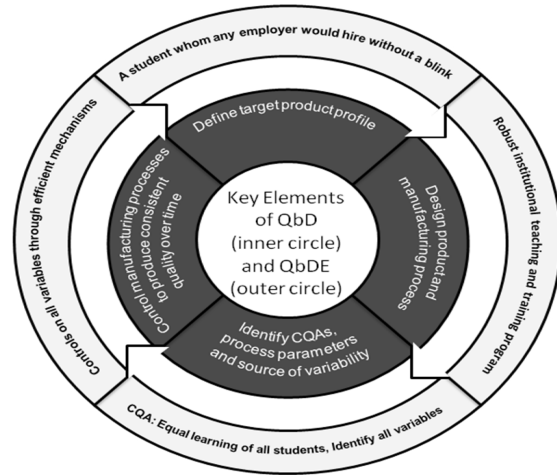 A student whom any employer would hire without a blink
Robust institutional teaching and training program
CQA: Equal learning of all students, Identify all variables
Controls on all variables through efficient mechanisms
Define target product profile
Design product and
manufacturing process
Identify CQAs,
process parameters
and source of variability
Control manufacturing processes
to produce consistent
quality over time
Key Elements
of QbD
(inner circle)
and QbDE
(outer circle)